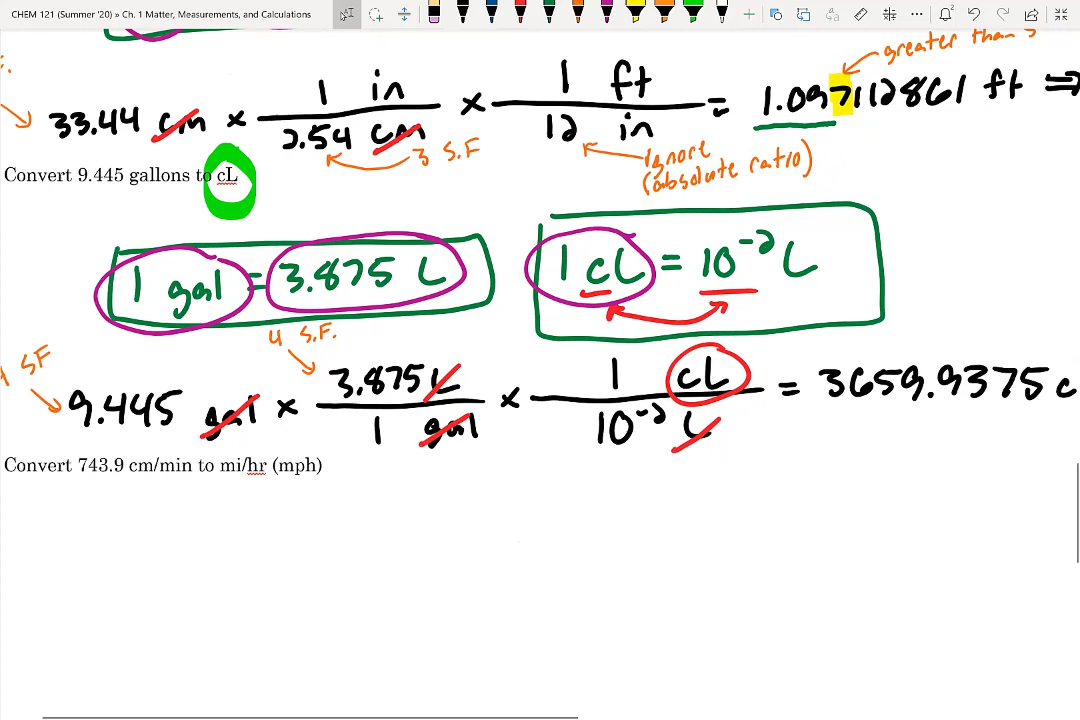 CHEM 121 (Summer '20) » Ch. 1 Matter, Measurements, and Calculations
greater than 5
33.44 cm × 1 in / 2.54 cm × 1 ft / 12 in = 1.097112861 ft ⇒
3 S.F
Ignore
(absolute ratio)
Convert 9.445 gallons to cL
1 gal = 3.875 L
1 cL = 10⁻² L
4 S.F.
SF
9.445 gal × 3.875 L / 1 gal × 1 cL / 10⁻² L = 3659.9375 c
Convert 743.9 cm/min to mi/hr (mph)